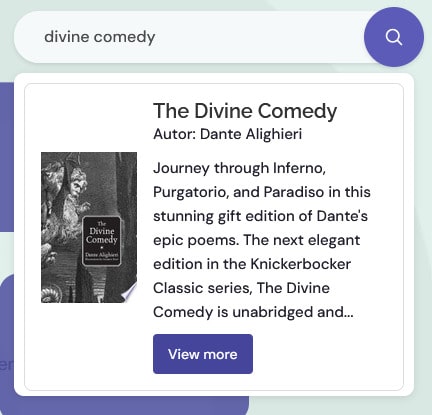 divine comedy
The Divine Comedy
Autor: Dante Alighieri
Journey through Inferno,
Purgatorio, and Paradiso in this
stunning gift edition of Dante's
epic poems. The next elegant
edition in the Knickerbocker
Classic series, The Divine
Comedy is unabridged and...
The
Divine
Comedy
Dante Alighieri
View more